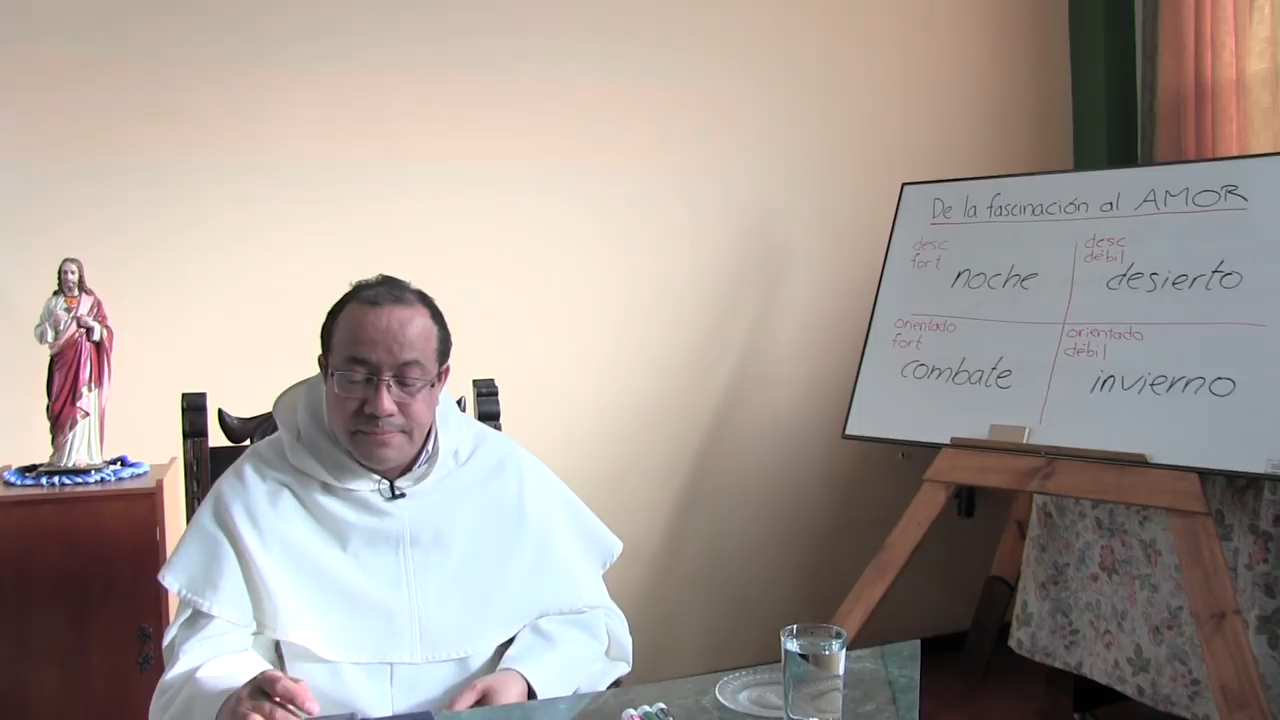 De la fascinación al AMOR
desc
fort
noche
desc
débil
desierto
orientado
fort
combate
orientado
débil
invierno